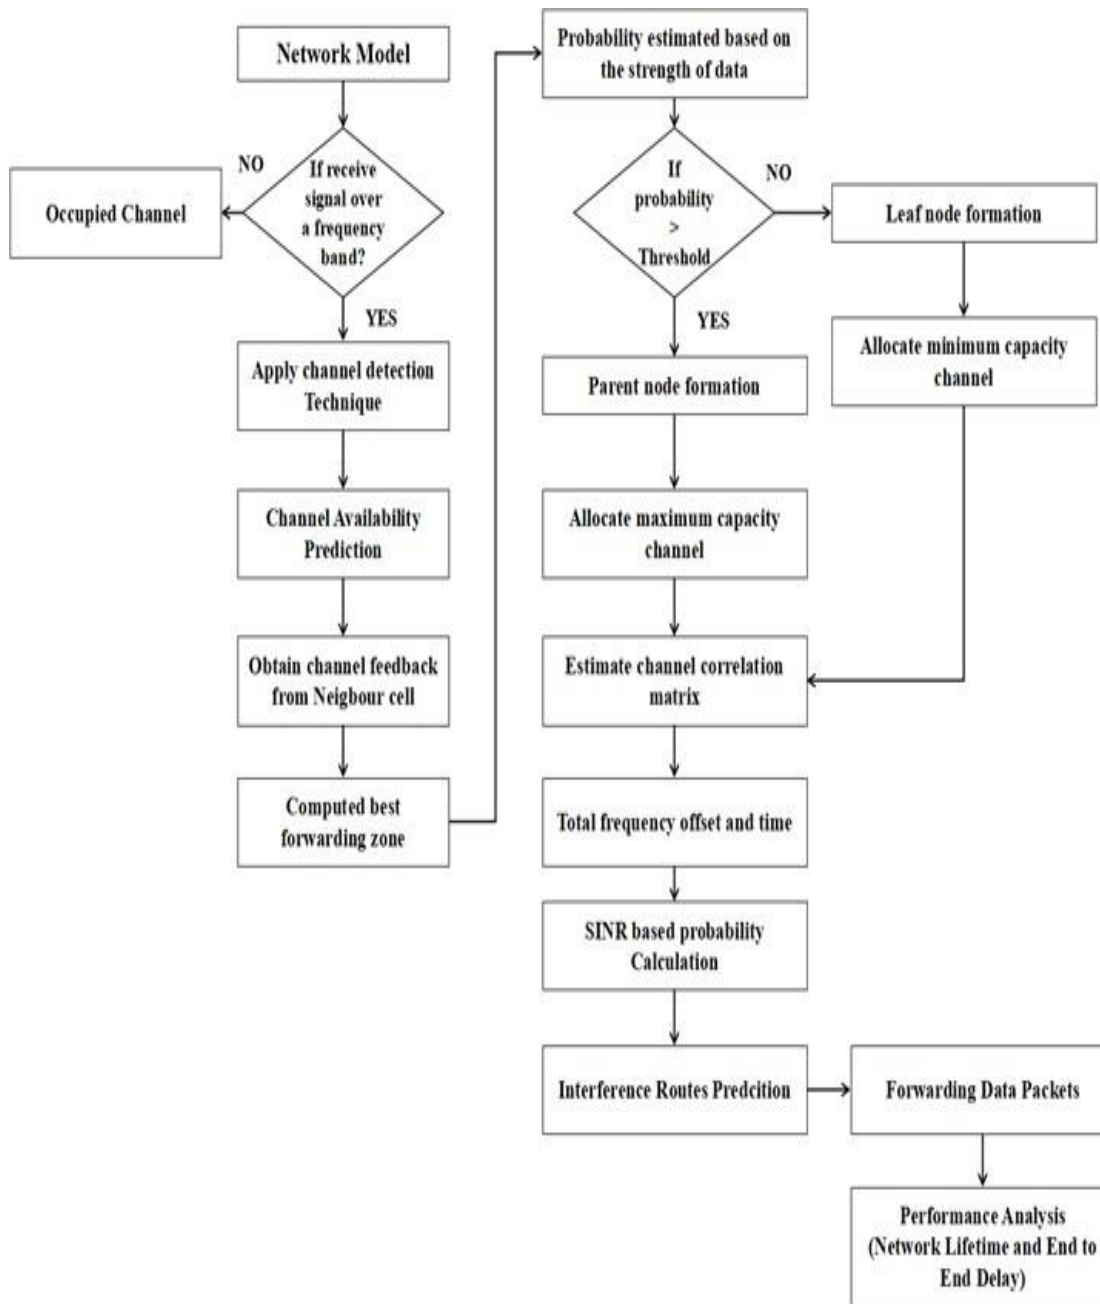 Network Model
NO
If receive
signal over
a frequency
band?
Occupied Channel
YES
Apply channel detection
Technique
Channel Availability
Prediction
Obtain channel feedback
from Neigbour cell
Computed best
forwarding zone
Probability estimated based on
the strength of data
If
probability
>
Threshold
NO
Leaf node formation
Allocate minimum capacity
channel
YES
Parent node formation
Allocate maximum capacity
channel
Estimate channel correlation
matrix
Total frequency offset and time
SINR based probability
Calculation
Interference Routes Predcition
Forwarding Data Packets
Performance Analysis
(Network Lifetime and End to
End Delay)